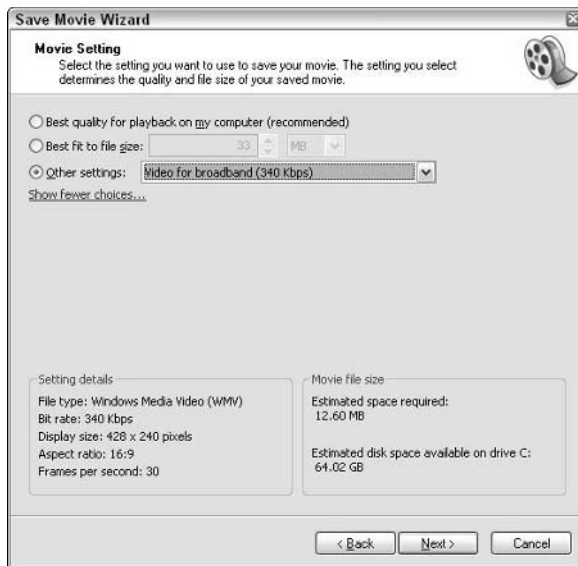 Save Movie Wizard
Movie Setting
Select the setting you want to use to save your movie. The setting you select
determines the quality and file size of your saved movie.
Best quality for playback on my computer (recommended)
Best fit to file size: 33 MB
Other settings: Video for broadband (340 Kbps)
Show fewer choices...
Setting details
File type: Windows Media Video (WMV)
Bit rate: 340 Kbps
Display size: 428 x 240 pixels
Aspect ratio: 16:9
Frames per second: 30
Movie file size
Estimated space required:
12.60 MB
Estimated disk space available on drive C:
64.02 GB
< Back Next > Cancel